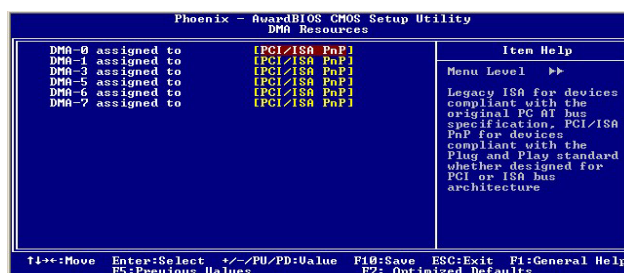 Phoenix - AwardBIOS CMOS Setup Utility
DMA Resources
DMA-0 assigned to [PCI/ISA PnP]
DMA-1 assigned to [PCI/ISA PnP]
DMA-3 assigned to [PCI/ISA PnP]
DMA-5 assigned to [PCI/ISA PnP]
DMA-6 assigned to [PCI/ISA PnP]
DMA-7 assigned to [PCI/ISA PnP]
Item Help
Menu Level ▶▶
Legacy ISA for devices
compliant with the
original PC AT bus
specification, PCI/ISA
PnP for devices
compliant with the
Plug and Play standard
whether designed for
PCI or ISA bus
architecture
↑↓→←:Move Enter:Select +/-/PU/PD:Value F10:Save ESC:Exit F1:General Help
F5:Previous Values F7: Optimized Defaults